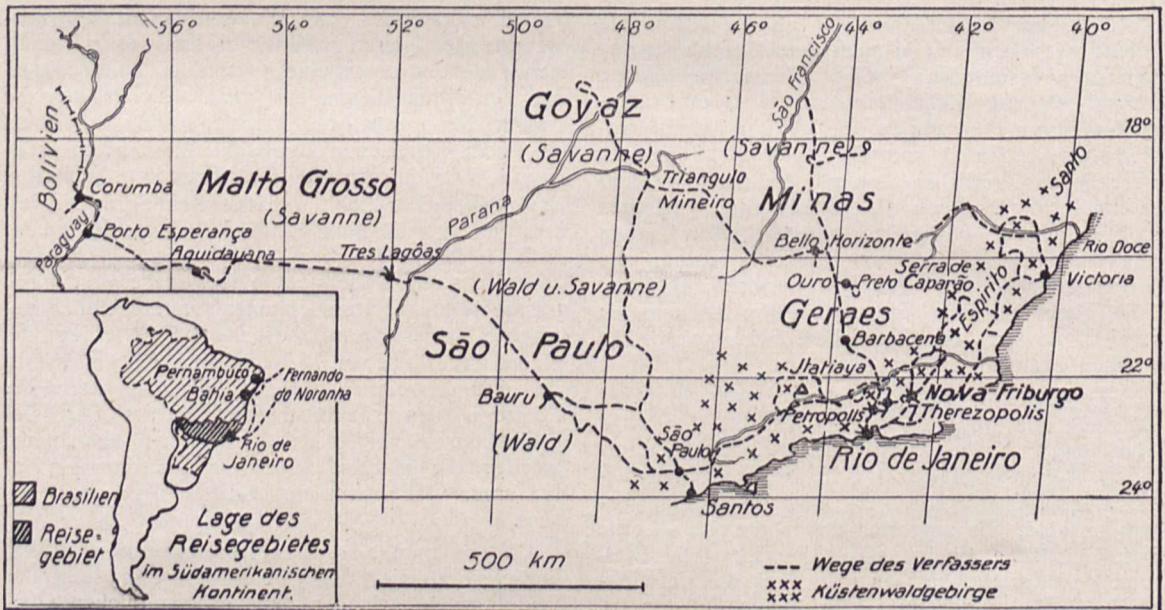 56° 54° 52° 50° 48° 46° 44° 42° 40°
São Francisco
Bolivien
Goyaz
(Savanne)
(Savanne)
18°
Corumba
Malto Grosso
(Savanne)
Triangulo
Mineiro
Minas
Santo
Parana
Paraguay
Porto Esperança
Aquidauana
Tres Lagôas
Bello Horizonte
Rio Doce
Serra de
Caparão
Victoria
(Wald u. Savanne)
Ouro Preto
Espirito
Geraes
Barbacena
São Paulo
22°
Itatiaya
Nova Friburgo
Bauru
Petropolis
Therezopolis
(Wald)
São
Paulo
Rio de Janeiro
24°
Santos
Pernambuco
Fernando
do Noronha
Bahia
Rio de
Janeiro
Brasilien
Reise=
gebiet
Lage des
Reisegebietes
im Südamerikanischen
Kontinent.
500 km
Wege des Verfassers
Küstenwaldgebirge